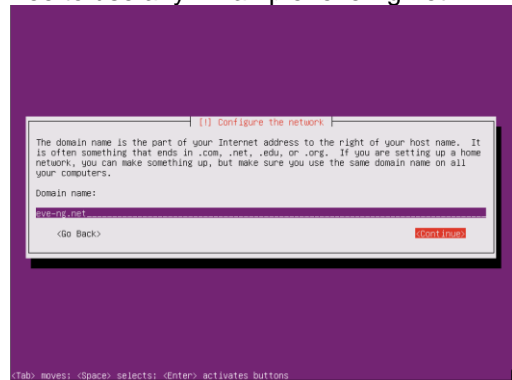 [!] Configure the network
The domain name is the part of your Internet address to the right of your host name. It
is often something that ends in .com, .net, .edu, or .org. If you are setting up a home
network, you can make something up, but make sure you use the same domain name on all
your computers.
Domain name:
eve-ng.net
<Go Back>
<Continue>
<Tab> moves; <Space> selects; <Enter> activates buttons